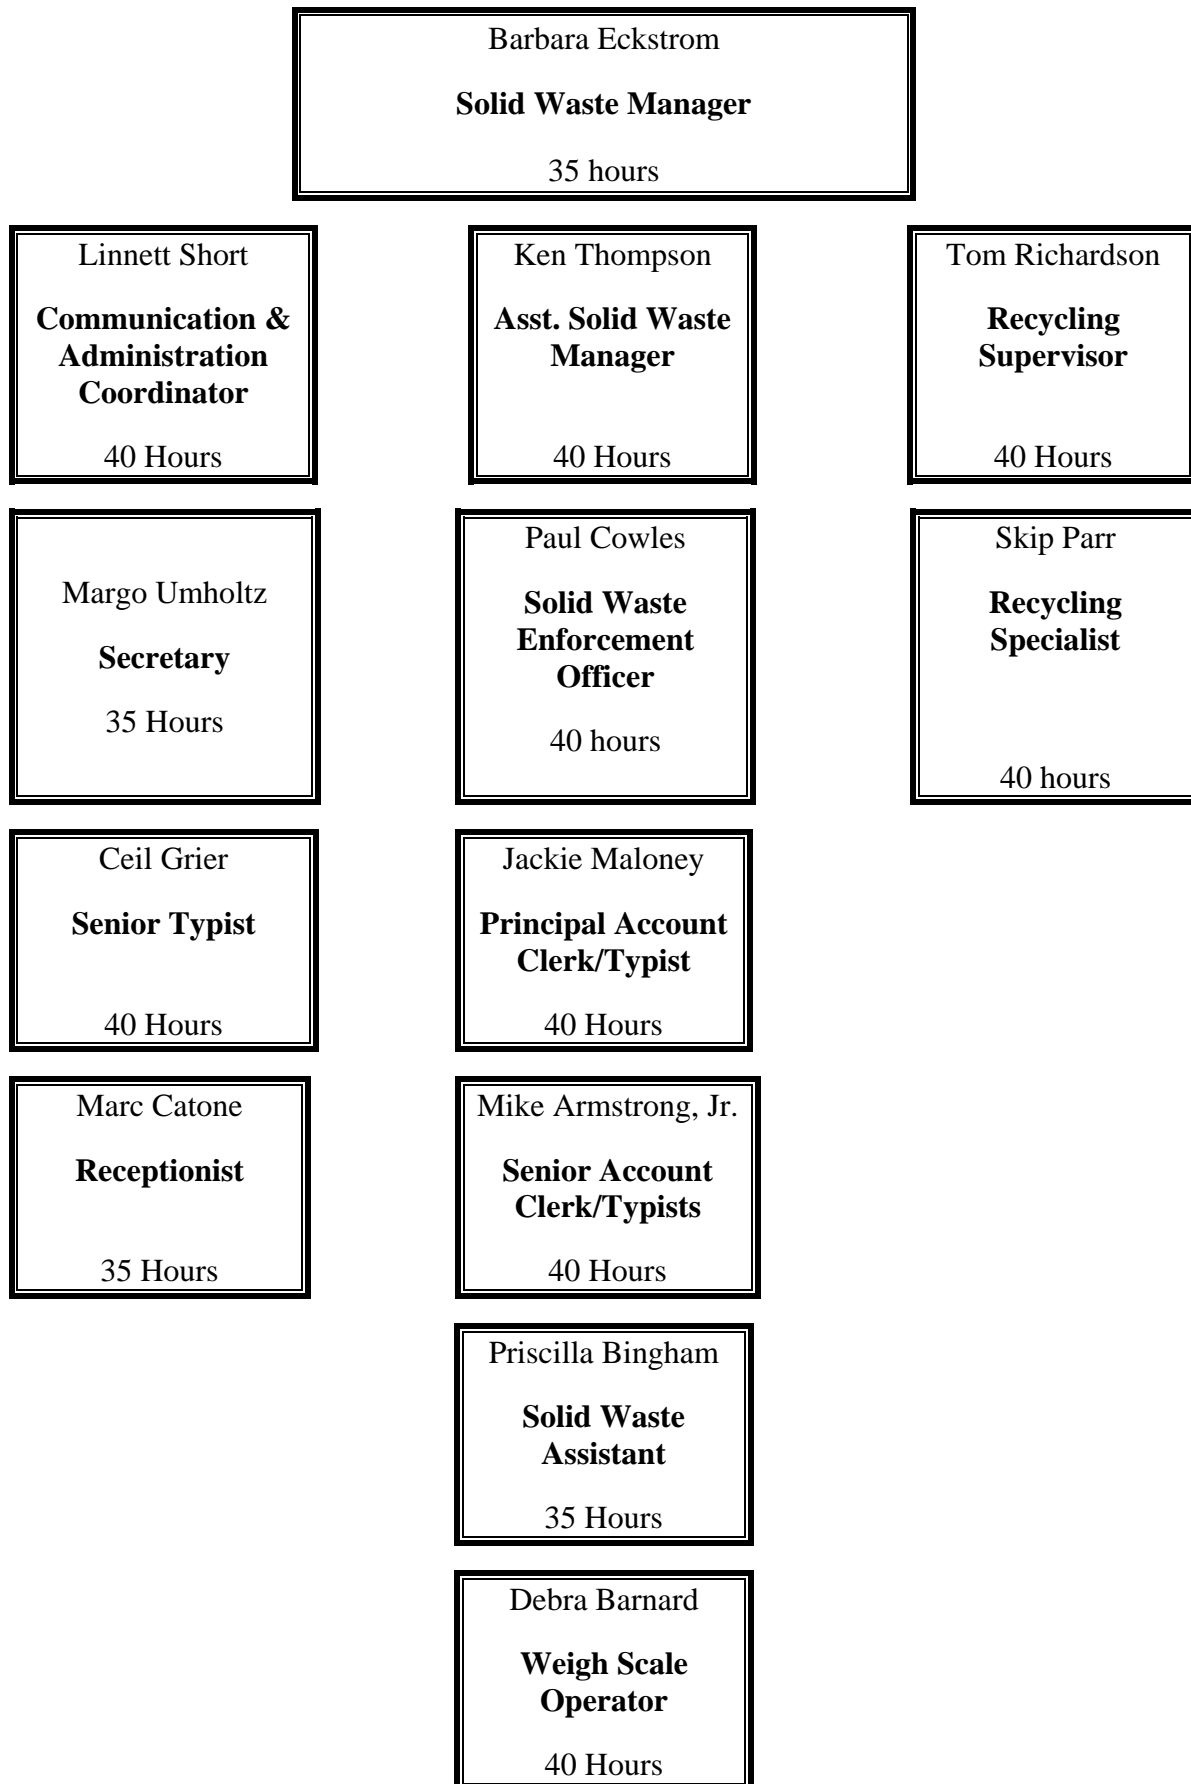 Barbara Eckstrom
Solid Waste Manager
35 hours
Linnett Short
Communication &
Administration
Coordinator
40 Hours
Ken Thompson
Asst. Solid Waste
Manager
40 Hours
Tom Richardson
Recycling
Supervisor
40 Hours
Margo Umholtz
Secretary
35 Hours
Paul Cowles
Solid Waste
Enforcement
Officer
40 hours
Skip Parr
Recycling
Specialist
40 hours
Ceil Grier
Senior Typist
40 Hours
Jackie Maloney
Principal Account
Clerk/Typist
40 Hours
Marc Catone
Receptionist
35 Hours
Mike Armstrong, Jr.
Senior Account
Clerk/Typists
40 Hours
Priscilla Bingham
Solid Waste
Assistant
35 Hours
Debra Barnard
Weigh Scale
Operator
40 Hours